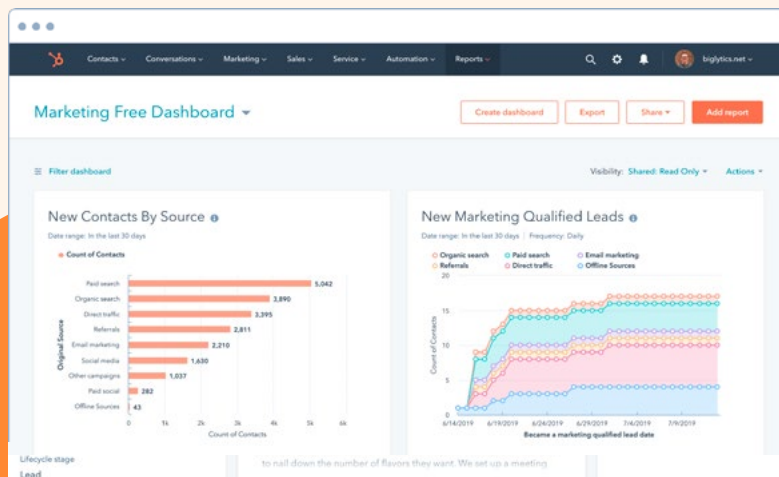 Contacts Conversations Marketing Sales Service Automation Reports biglytics.net
Marketing Free Dashboard
Create dashboard Export Share Add report
Filter dashboard
Visibility: Shared: Read Only Actions
New Contacts By Source
Date range: In the last 30 days
Count of Contacts
Original Source
Paid search 5,042
Organic search 3,890
Direct traffic 3,395
Referrals 2,811
Email marketing 2,210
Social media 1,630
Other campaigns 1,037
Paid social 282
Offline Sources 43
0 1k 2k 3k 4k 5k 6k
Count of Contacts
New Marketing Qualified Leads
Date range: In the last 30 days | Frequency: Daily
Organic search Paid search Email marketing
Referrals Direct traffic Offline Sources
Count of Contacts
20
15
10
5
0
6/14/2019 6/19/2019 6/24/2019 6/29/2019 7/4/2019 7/9/2019
Became a marketing qualified lead date
Lifecycle stage
Lead
to nail down the number of flavors they want. We set up a meeting